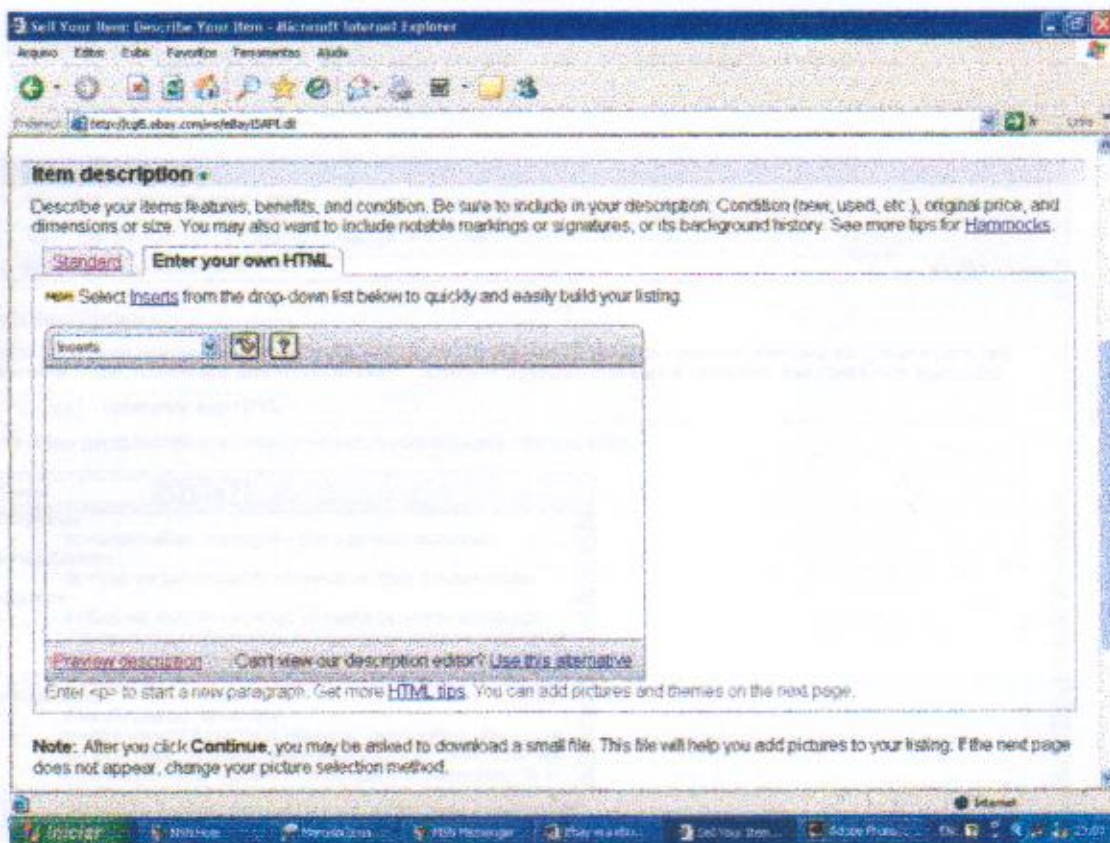 Sell Your Item: Describe Your Item - Microsoft Internet Explorer
Arquivo Editar Exibir Favoritos Ferramentas Ajuda
Item description
Describe your items features, benefits, and condition. Be sure to include in your description: Condition (new, used, etc.), original price, and
dimensions or size. You may also want to include notable markings or signatures, or its background history. See more tips for Hammocks.
Standard Enter your own HTML
New! Select Inserts from the drop-down list below to quickly and easily build your listing.
Inserts ?
Preview description Can't view our description editor? Use this alternative
Enter <p> to start a new paragraph. Get more HTML tips. You can add pictures and themes on the next page.
Note: After you click Continue, you may be asked to download a small file. This file will help you add pictures to your listing. If the next page
does not appear, change your picture selection method.
Internet
Iniciar MSN Messenger Sell Your Item...